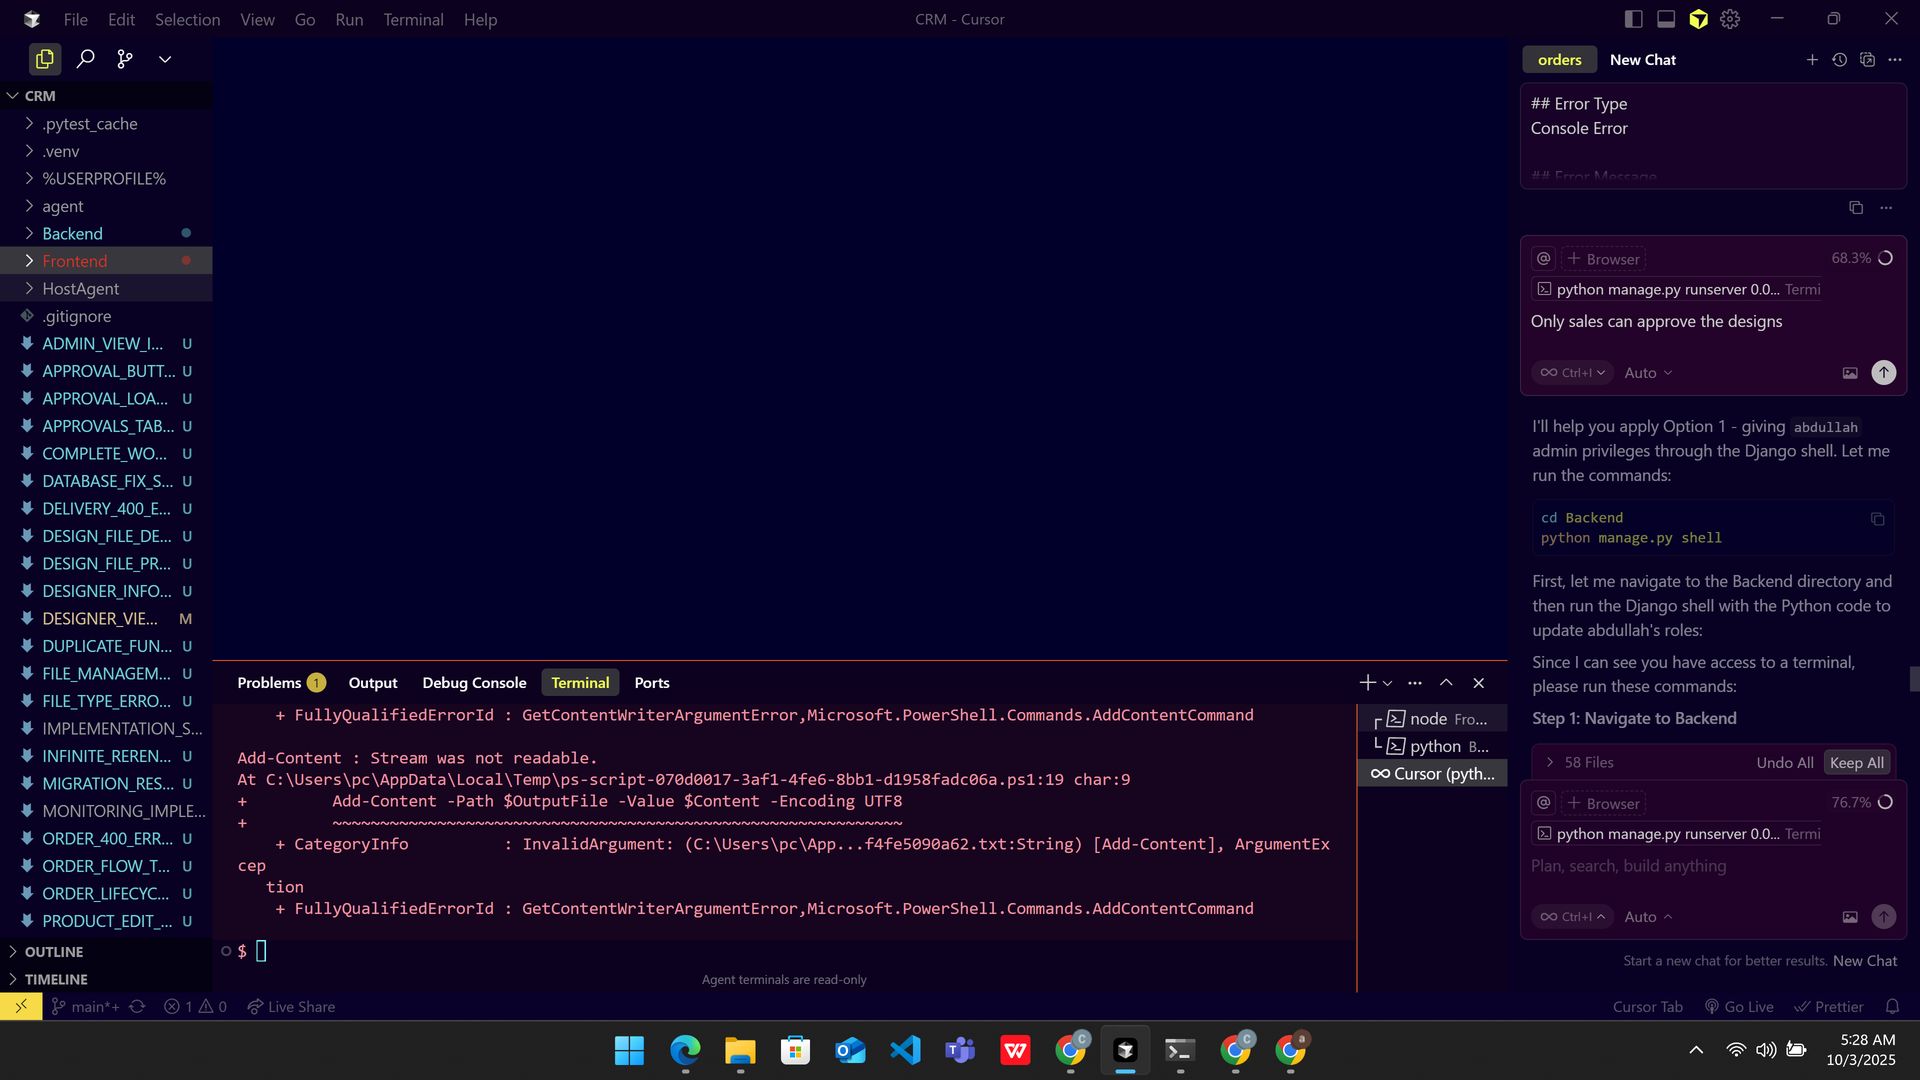 File Edit Selection View Go Run Terminal Help
CRM - Cursor
CRM
.pytest_cache
.venv
%USERPROFILE%
agent
Backend
Frontend
HostAgent
.gitignore
ADMIN_VIEW_I... U
APPROVAL_BUTT... U
APPROVAL_LOA... U
APPROVALS_TAB... U
COMPLETE_WO... U
DATABASE_FIX_S... U
DELIVERY_400_E... U
DESIGN_FILE_DE... U
DESIGN_FILE_PR... U
DESIGNER_INFO... U
DESIGNER_VIE... M
DUPLICATE_FUN... U
FILE_MANAGEM... U
FILE_TYPE_ERRO... U
IMPLEMENTATION_S...
INFINITE_REREN... U
MIGRATION_RES... U
MONITORING_IMPLE...
ORDER_400_ERR... U
ORDER_FLOW_T... U
ORDER_LIFECYC... U
PRODUCT_EDIT_... U
OUTLINE
TIMELINE
Problems 1 Output Debug Console Terminal Ports
+ FullyQualifiedErrorId : GetContentWriterArgumentError,Microsoft.PowerShell.Commands.AddContentCommand
Add-Content : Stream was not readable.
At C:\Users\pc\AppData\Local\Temp\ps-script-070d0017-3af1-4fe6-8bb1-d1958fadc06a.ps1:19 char:9
+         Add-Content -Path $OutputFile -Value $Content -Encoding UTF8
+         ~~~~~~~~~~~~~~~~~~~~~~~~~~~~~~~~~~~~~~~~~~~~~~~~~~~~~~~~~~~~
+ CategoryInfo          : InvalidArgument: (C:\Users\pc\App...f4fe5090a62.txt:String) [Add-Content], ArgumentEx
cep
tion
+ FullyQualifiedErrorId : GetContentWriterArgumentError,Microsoft.PowerShell.Commands.AddContentCommand
$
Agent terminals are read-only
node Fro...
python B...
Cursor (pyth...
orders New Chat
## Error Type
Console Error
## Error Message
@ + Browser 68.3%
python manage.py runserver 0.0... Termi
Only sales can approve the designs
Ctrl+I Auto
I'll help you apply Option 1 - giving abdullah
admin privileges through the Django shell. Let me
run the commands:
cd Backend
python manage.py shell
First, let me navigate to the Backend directory and
then run the Django shell with the Python code to
update abdullah's roles:
Since I can see you have access to a terminal,
please run these commands:
Step 1: Navigate to Backend
58 Files Undo All Keep All
@ + Browser 76.7%
python manage.py runserver 0.0... Termi
Plan, search, build anything
Ctrl+I Auto
Start a new chat for better results. New Chat
main*+ 1 0 Live Share
Cursor Tab Go Live Prettier
5:28 AM
10/3/2025